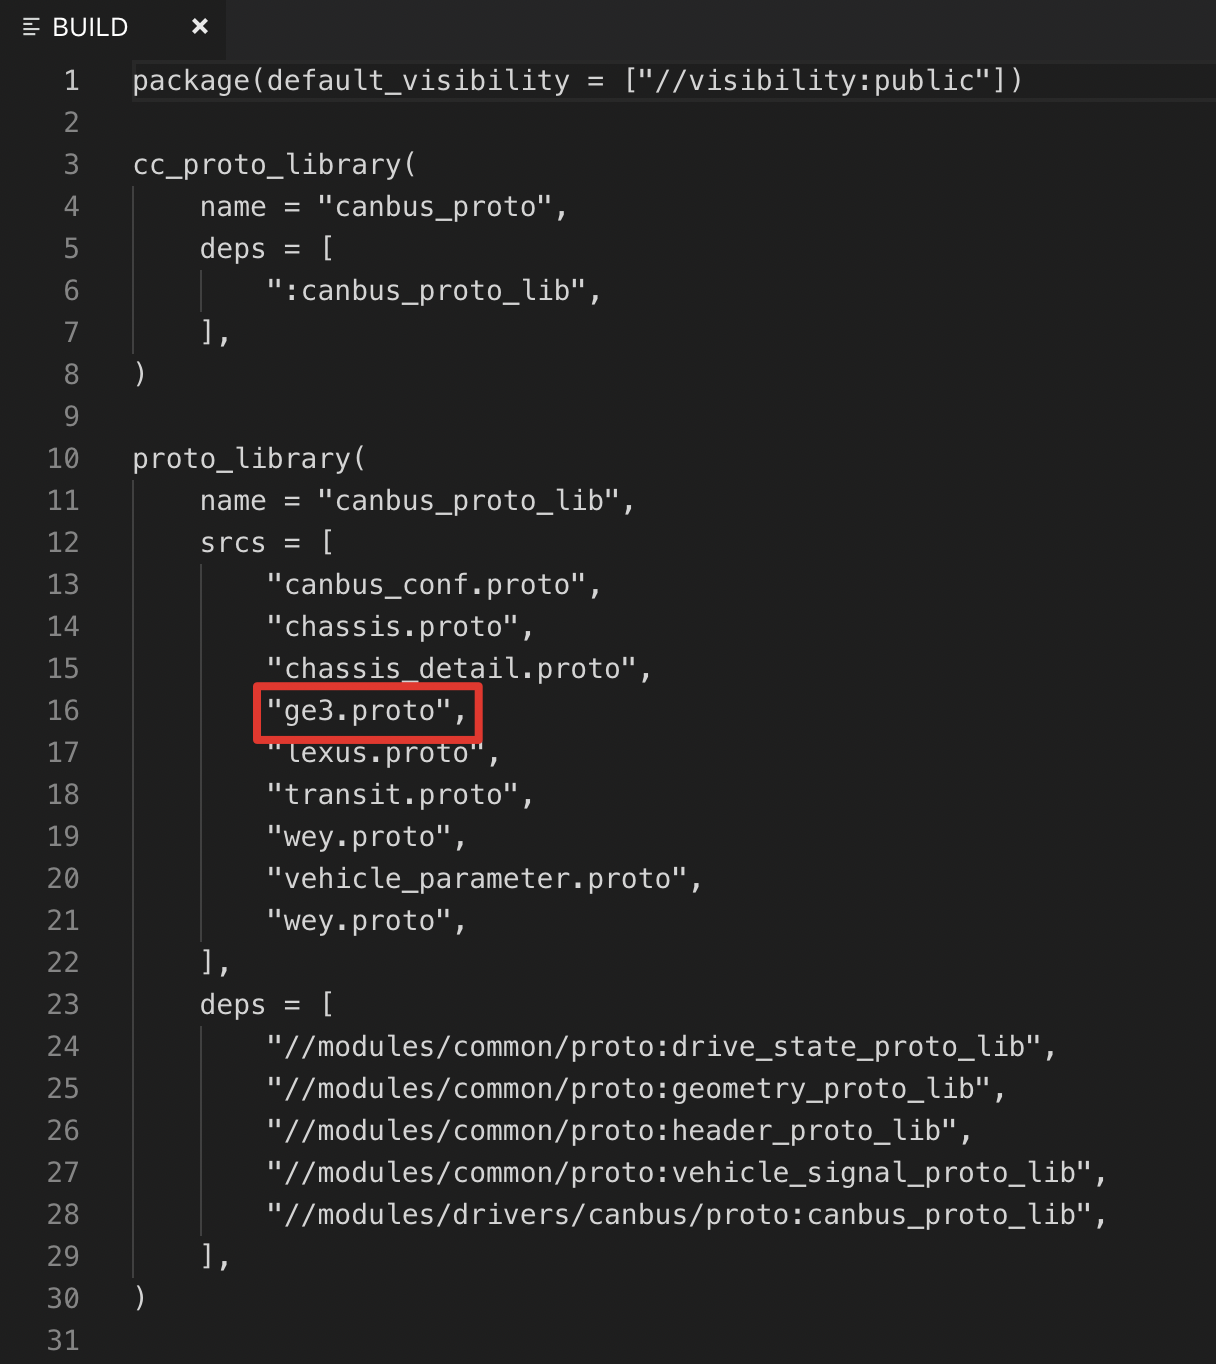 BUILD ×
1 package(default_visibility = ["//visibility:public"])
2
3 cc_proto_library(
4     name = "canbus_proto",
5     deps = [
6         ":canbus_proto_lib",
7     ],
8 )
9
10 proto_library(
11     name = "canbus_proto_lib",
12     srcs = [
13         "canbus_conf.proto",
14         "chassis.proto",
15         "chassis_detail.proto",
16         "ge3.proto",
17         "lexus.proto",
18         "transit.proto",
19         "wey.proto",
20         "vehicle_parameter.proto",
21         "wey.proto",
22     ],
23     deps = [
24         "//modules/common/proto:drive_state_proto_lib",
25         "//modules/common/proto:geometry_proto_lib",
26         "//modules/common/proto:header_proto_lib",
27         "//modules/common/proto:vehicle_signal_proto_lib",
28         "//modules/drivers/canbus/proto:canbus_proto_lib",
29     ],
30 )
31